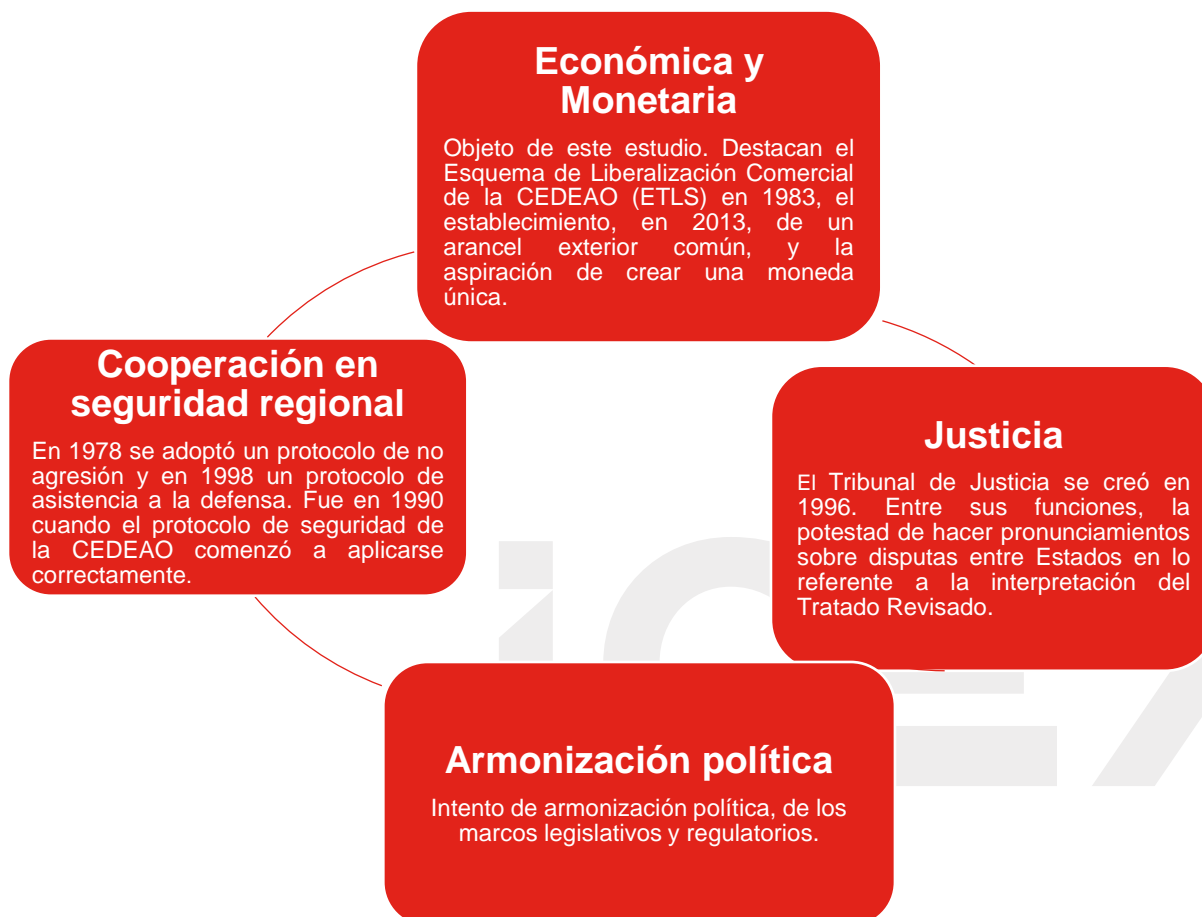 Económica y
Monetaria
Objeto de este estudio. Destacan el
Esquema de Liberalización Comercial
de la CEDEAO (ETLS) en 1983, el
establecimiento, en 2013, de un
arancel exterior común, y la
aspiración de crear una moneda
única.
Cooperación en
seguridad regional
En 1978 se adoptó un protocolo de no
agresión y en 1998 un protocolo de
asistencia a la defensa. Fue en 1990
cuando el protocolo de seguridad de
la CEDEAO comenzó a aplicarse
correctamente.
Justicia
El Tribunal de Justicia se creó en
1996. Entre sus funciones, la
potestad de hacer pronunciamientos
sobre disputas entre Estados en lo
referente a la interpretación del
Tratado Revisado.
Armonización política
Intento de armonización política, de los
marcos legislativos y regulatorios.